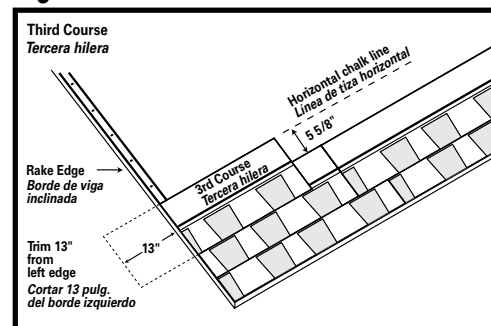 Third Course
Tercera hilera
Horizontal chalk line
Línea de tiza horizontal
5 5/8"
3rd Course
Tercera hilera
Rake Edge
Borde de viga
inclinada
13"
Trim 13"
from
left edge
Cortar 13 pulg.
del borde izquierdo